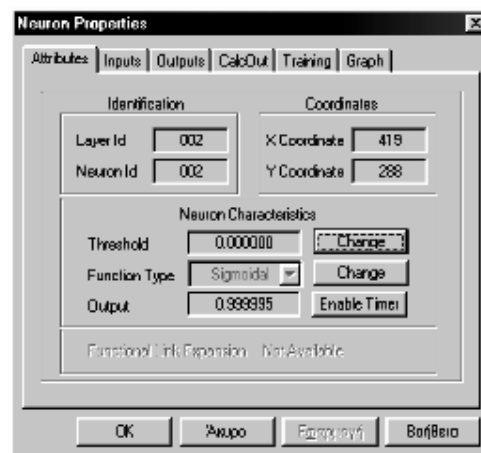 Neuron Properties
Attributes Inputs Outputs CalcOut Training Graph
Identification Coordinates
Layer Id 002 X Coordinate 419
Neuron Id 002 Y Coordinate 288
Neuron Characteristics
Threshold 0.000000 Change
Function Type Sigmoidal Change
Output 0.999995 Enable Timer
Functional Link Expansion Not Available
OK Άκυρο Εφαρμογή Βοήθεια